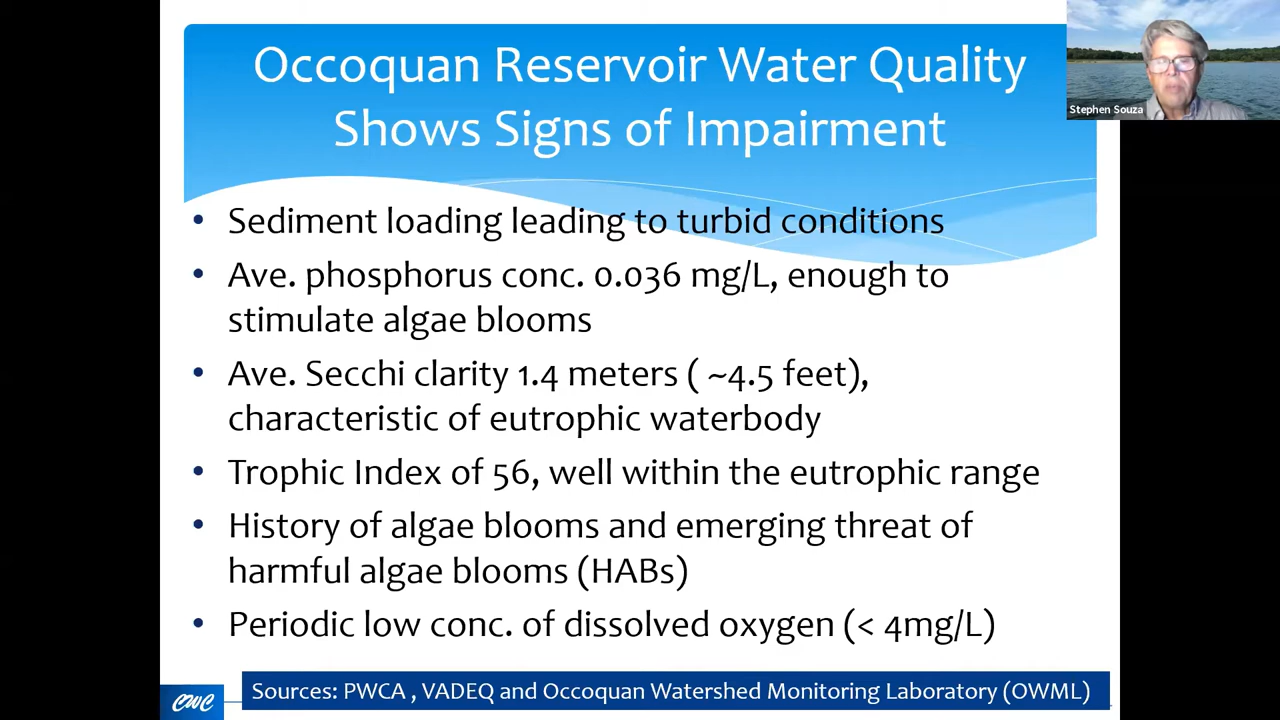 Occoquan Reservoir Water Quality
Shows Signs of Impairment
Stephen Souza
• Sediment loading leading to turbid conditions
• Ave. phosphorus conc. 0.036 mg/L, enough to
stimulate algae blooms
• Ave. Secchi clarity 1.4 meters ( ~4.5 feet),
characteristic of eutrophic waterbody
• Trophic Index of 56, well within the eutrophic range
• History of algae blooms and emerging threat of
harmful algae blooms (HABs)
• Periodic low conc. of dissolved oxygen (< 4mg/L)
CWC
Sources: PWCA , VADEQ and Occoquan Watershed Monitoring Laboratory (OWML)